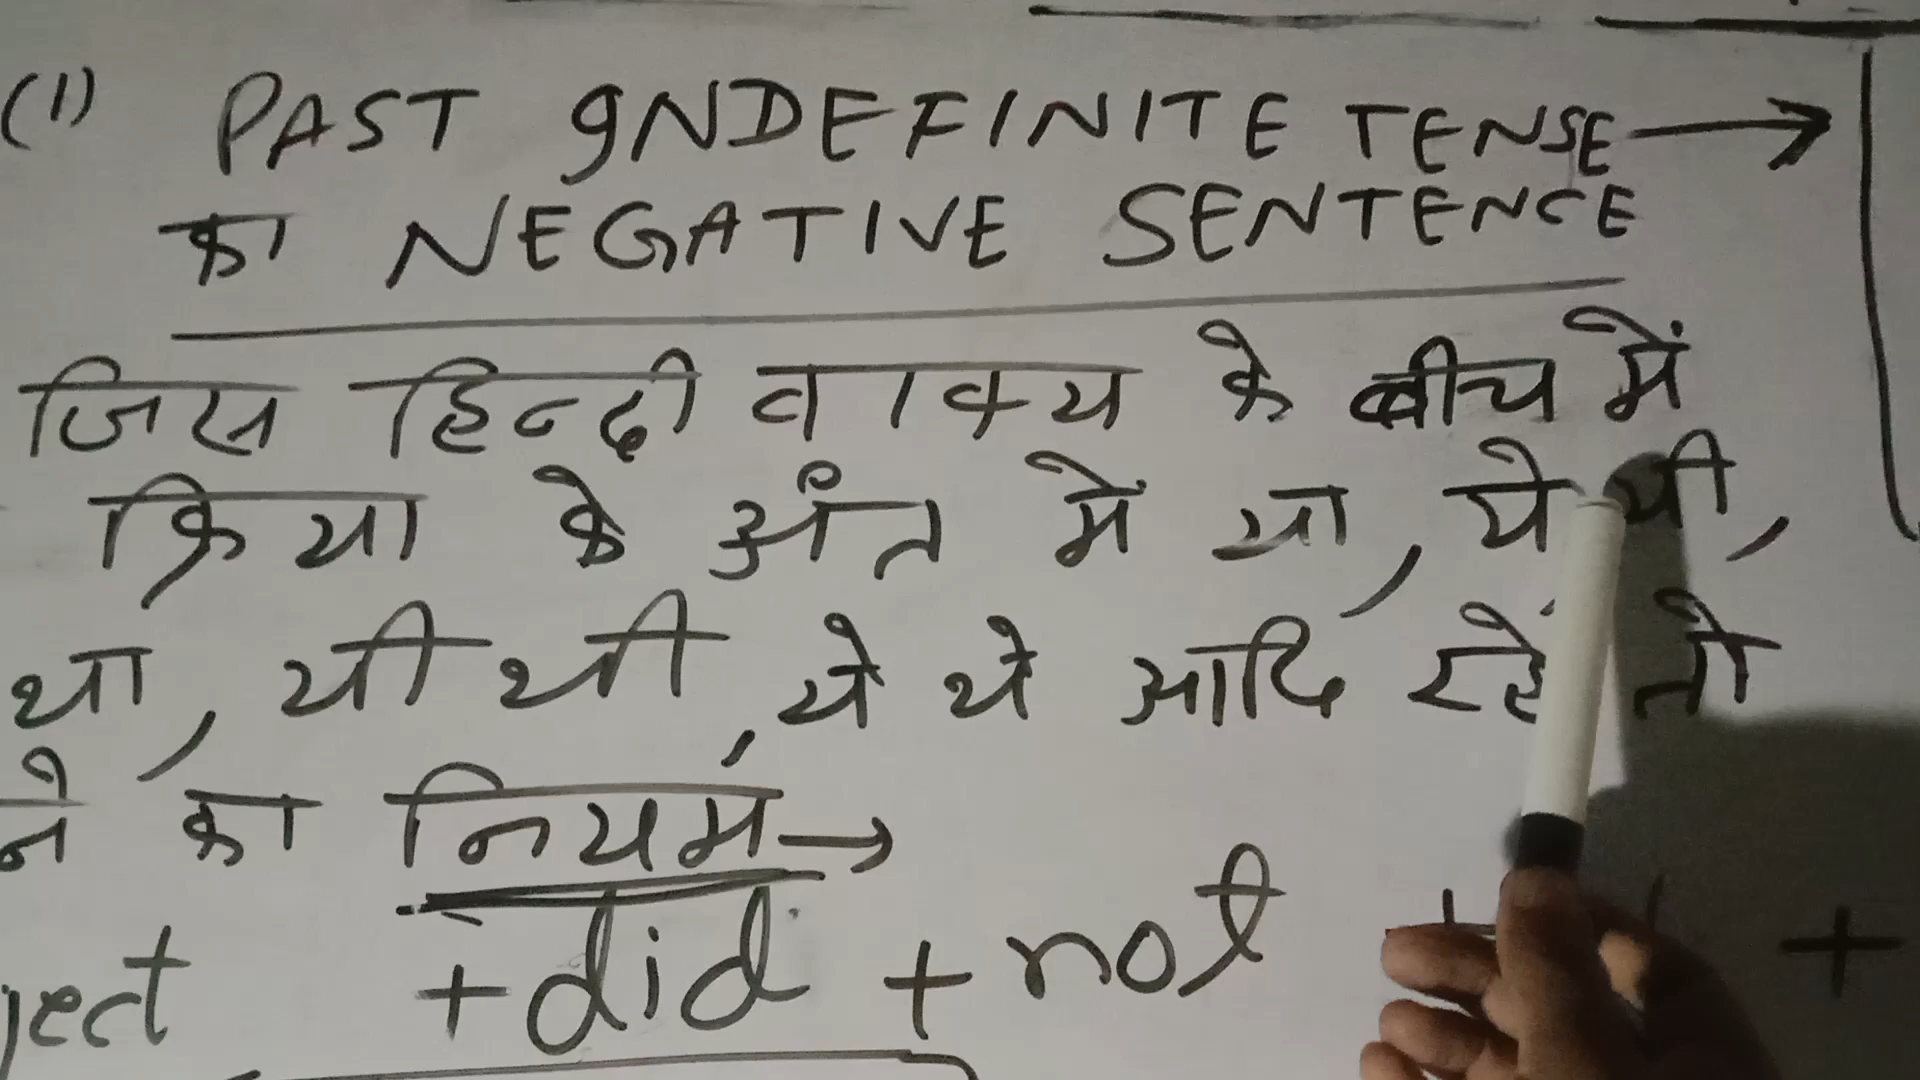 (1) PAST INDEFINITE TENSE →
का NEGATIVE SENTENCE
जिस हिन्दी वाक्य के बीच में
क्रिया के अंत में या, ये, यी,
था, यी थी, ये थे आदि रहें तो
का नियम →
+ did + not + +